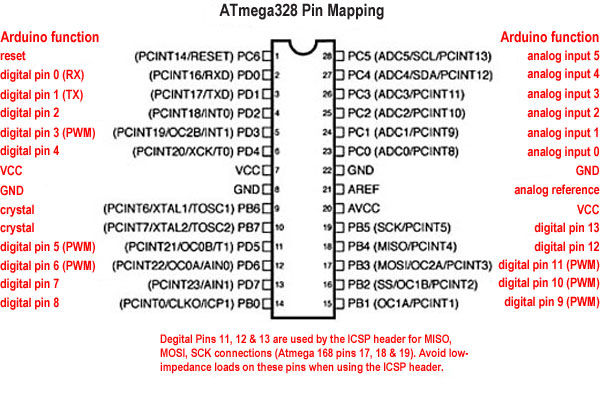 ATmega328 Pin Mapping
Arduino function Arduino function
reset (PCINT14/RESET) PC6 1 28 PC5 (ADC5/SCL/PCINT13) analog input 5
digital pin 0 (RX) (PCINT16/RXD) PD0 2 27 PC4 (ADC4/SDA/PCINT12) analog input 4
digital pin 1 (TX) (PCINT17/TXD) PD1 3 26 PC3 (ADC3/PCINT11) analog input 3
digital pin 2 (PCINT18/INT0) PD2 4 25 PC2 (ADC2/PCINT10) analog input 2
digital pin 3 (PWM) (PCINT19/OC2B/INT1) PD3 5 24 PC1 (ADC1/PCINT9) analog input 1
digital pin 4 (PCINT20/XCK/T0) PD4 6 23 PC0 (ADC0/PCINT8) analog input 0
VCC VCC 7 22 GND GND
GND GND 8 21 AREF analog reference
crystal (PCINT6/XTAL1/TOSC1) PB6 9 20 AVCC VCC
crystal (PCINT7/XTAL2/TOSC2) PB7 10 19 PB5 (SCK/PCINT5) digital pin 13
digital pin 5 (PWM) (PCINT21/OC0B/T1) PD5 11 18 PB4 (MISO/PCINT4) digital pin 12
digital pin 6 (PWM) (PCINT22/OC0A/AIN0) PD6 12 17 PB3 (MOSI/OC2A/PCINT3) digital pin 11 (PWM)
digital pin 7 (PCINT23/AIN1) PD7 13 16 PB2 (SS/OC1B/PCINT2) digital pin 10 (PWM)
digital pin 8 (PCINT0/CLKO/ICP1) PB0 14 15 PB1 (OC1A/PCINT1) digital pin 9 (PWM)
Degital Pins 11, 12 & 13 are used by the ICSP header for MISO,
MOSI, SCK connections (Atmega 168 pins 17, 18 & 19). Avoid low-
impedance loads on these pins when using the ICSP header.